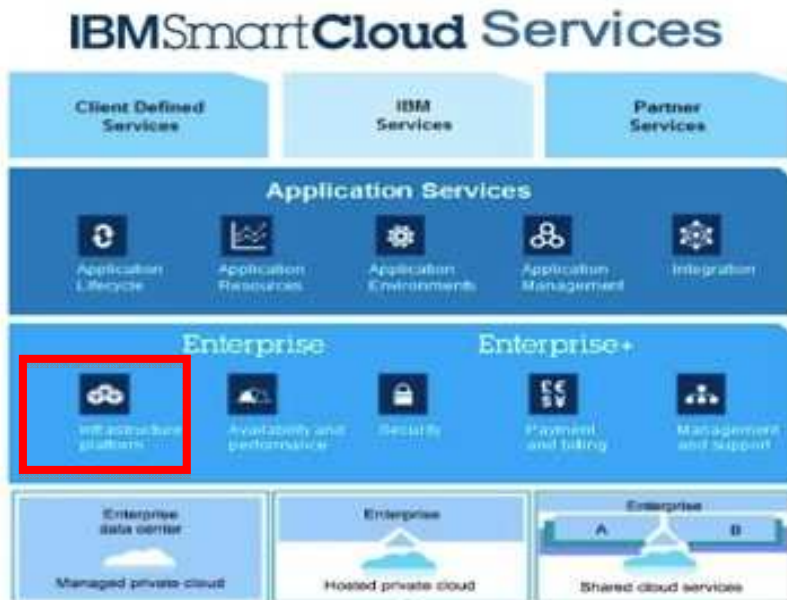 IBMSmartCloud Services
Client Defined
Services
IBM
Services
Partner
Services
Application Services
Application
Lifecycle
Application
Resources
Application
Environments
Application
Management
Integration
Enterprise
Enterprise+
Infrastructure
platform
Availability and
performance
Security
£ €
$ ¥
Payment
and billing
Management
and support
Enterprise
data center
Managed private cloud
Enterprise
Hosted private cloud
Enterprise
A
B
Shared cloud services